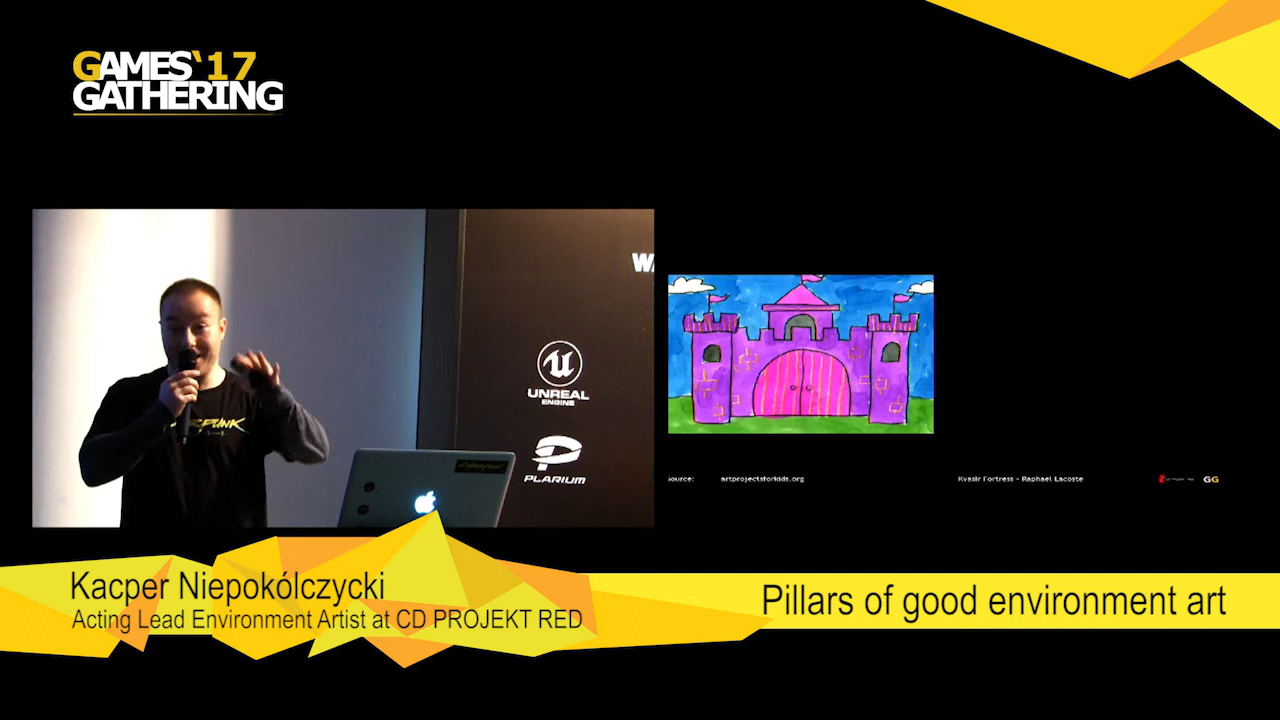 GAMES'17
GATHERING
UNREAL
ENGINE
PLARIUM
artprojectsforkids.org
Kvasir Fortress - Raphael Lacoste
GG
Kacper Niepokólczycki
Acting Lead Environment Artist at CD PROJEKT RED
Pillars of good environment art